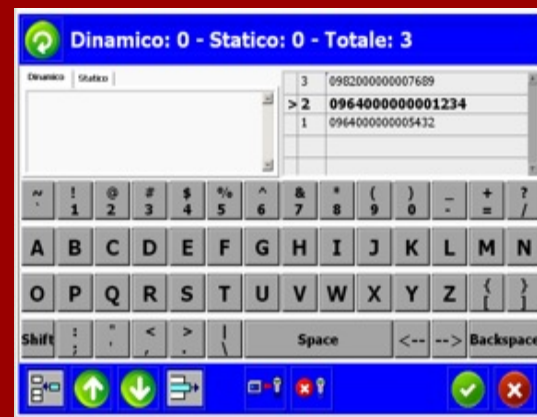 Dinamico: 0 - Statico: 0 - Totale: 3
Dinamico Statico
3 0982000000007689
> 2 0964000000001234
1 0964000000005432
~ ! @ # $ % ^ & * ( ) _ + ?
` 1 2 3 4 5 6 7 8 9 0 - = /
A B C D E F G H I J K L M N
O P Q R S T U V W X Y Z { }
[ ]
Shift : " < > | Space <-- --> Backspace
; ' , . \